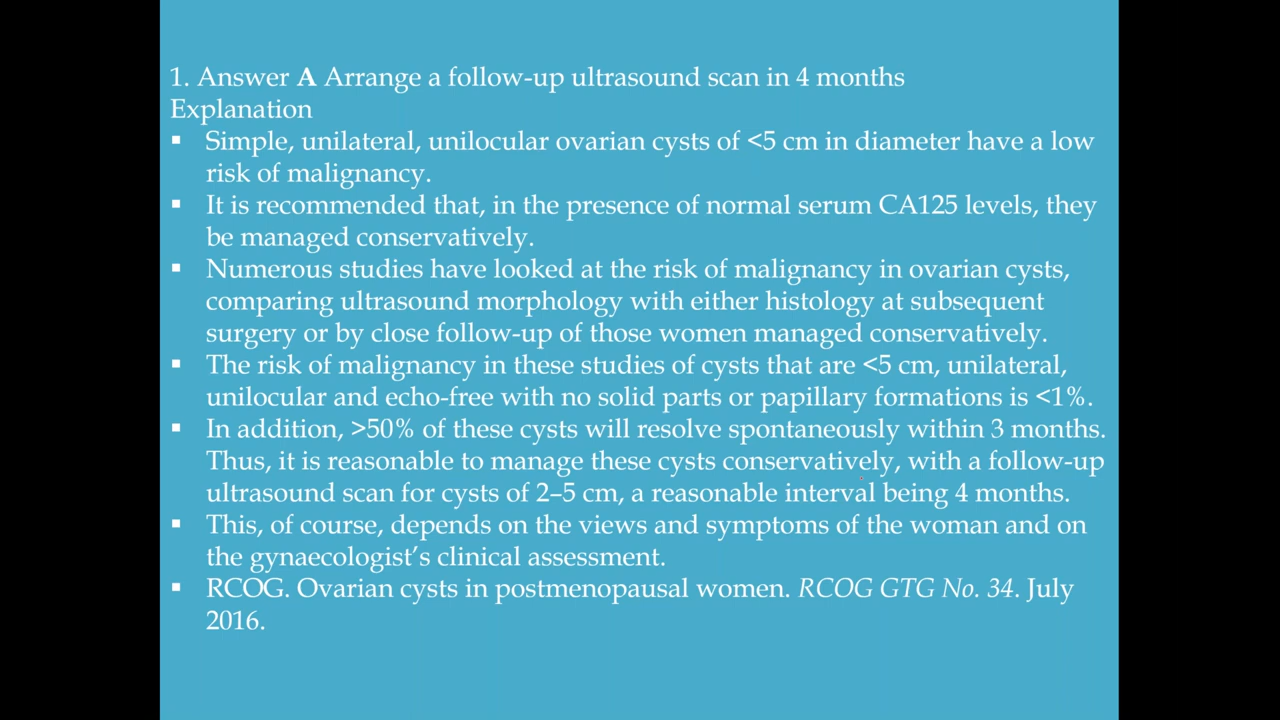 1. Answer A Arrange a follow-up ultrasound scan in 4 months
Explanation
▪ Simple, unilateral, unilocular ovarian cysts of <5 cm in diameter have a low
risk of malignancy.
▪ It is recommended that, in the presence of normal serum CA125 levels, they
be managed conservatively.
▪ Numerous studies have looked at the risk of malignancy in ovarian cysts,
comparing ultrasound morphology with either histology at subsequent
surgery or by close follow-up of those women managed conservatively.
▪ The risk of malignancy in these studies of cysts that are <5 cm, unilateral,
unilocular and echo-free with no solid parts or papillary formations is <1%.
▪ In addition, >50% of these cysts will resolve spontaneously within 3 months.
Thus, it is reasonable to manage these cysts conservatively, with a follow-up
ultrasound scan for cysts of 2–5 cm, a reasonable interval being 4 months.
▪ This, of course, depends on the views and symptoms of the woman and on
the gynaecologist’s clinical assessment.
▪ RCOG. Ovarian cysts in postmenopausal women. RCOG GTG No. 34. July
2016.